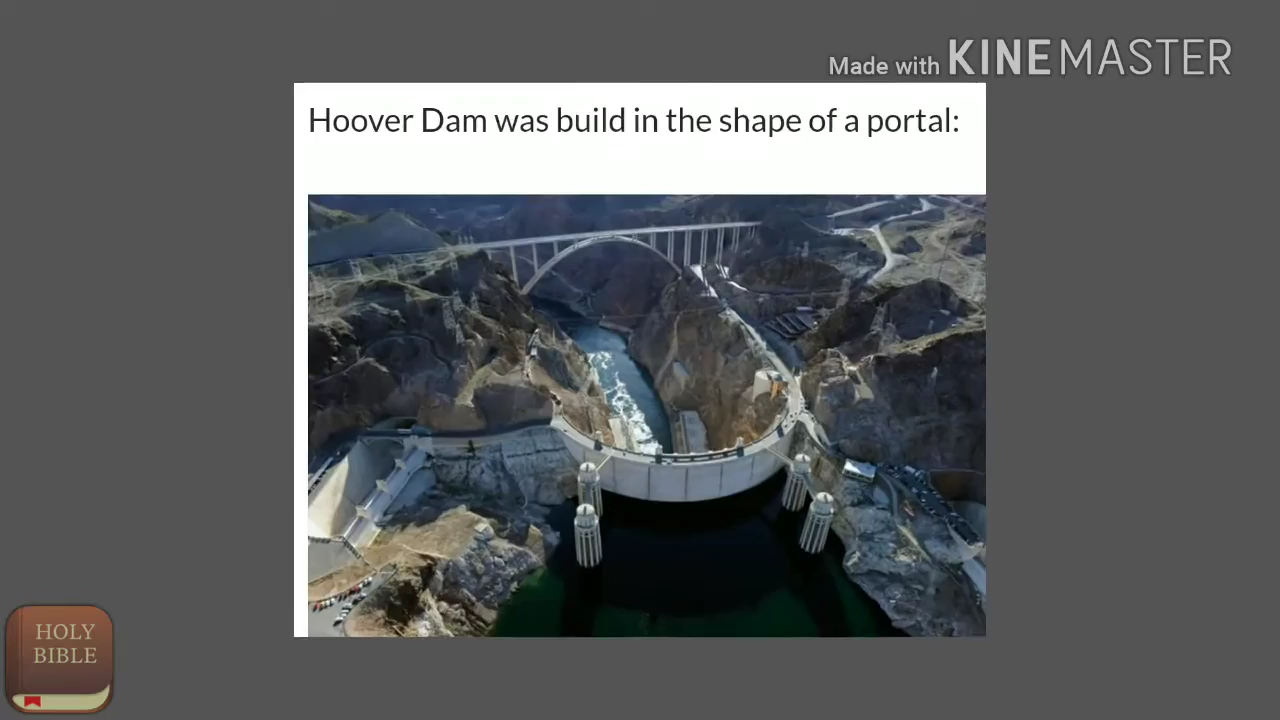 Made with KINEMASTER
Hoover Dam was build in the shape of a portal:
HOLY
BIBLE